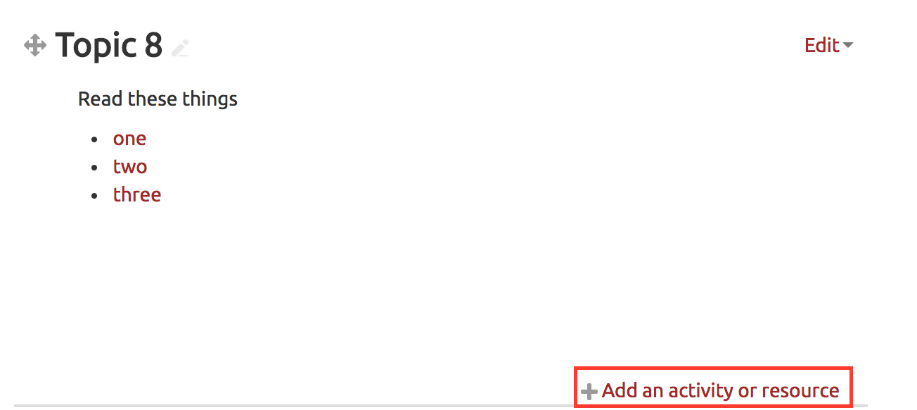 Topic 8
Edit
Read these things
one
two
three
Add an activity or resource